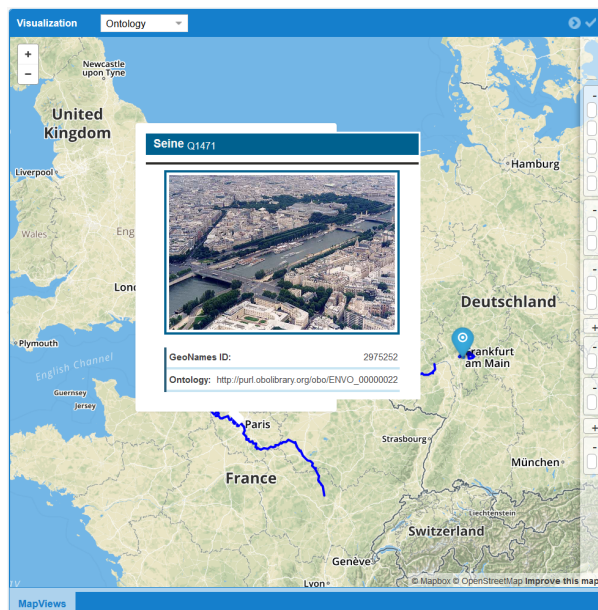 Visualization
Ontology
+
−
Newcastle
upon Tyne
United
Kingdom
Seine Q1471
Hamburg
Liverpool
Wales
Eng
Lond
Deutschland
Plymouth
GeoNames ID: 2975252
rankfurt
am Main
English Channel
Ontology: http://purl.obolibrary.org/obo/ENVO_00000022
Guernsey
Jersey
Paris
Strasbourg
München
France
Liechtenstein
Switzerland
Genève
Lyon
© Mapbox © OpenStreetMap Improve this map
MapViews